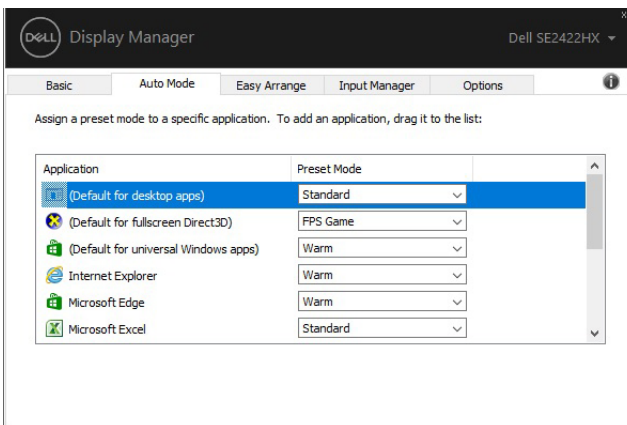 DELL Display Manager
Dell SE2422HX
Basic Auto Mode Easy Arrange Input Manager Options
Assign a preset mode to a specific application. To add an application, drag it to the list:
Application Preset Mode
(Default for desktop apps) Standard
(Default for fullscreen Direct3D) FPS Game
(Default for universal Windows apps) Warm
Internet Explorer Warm
Microsoft Edge Warm
Microsoft Excel Standard